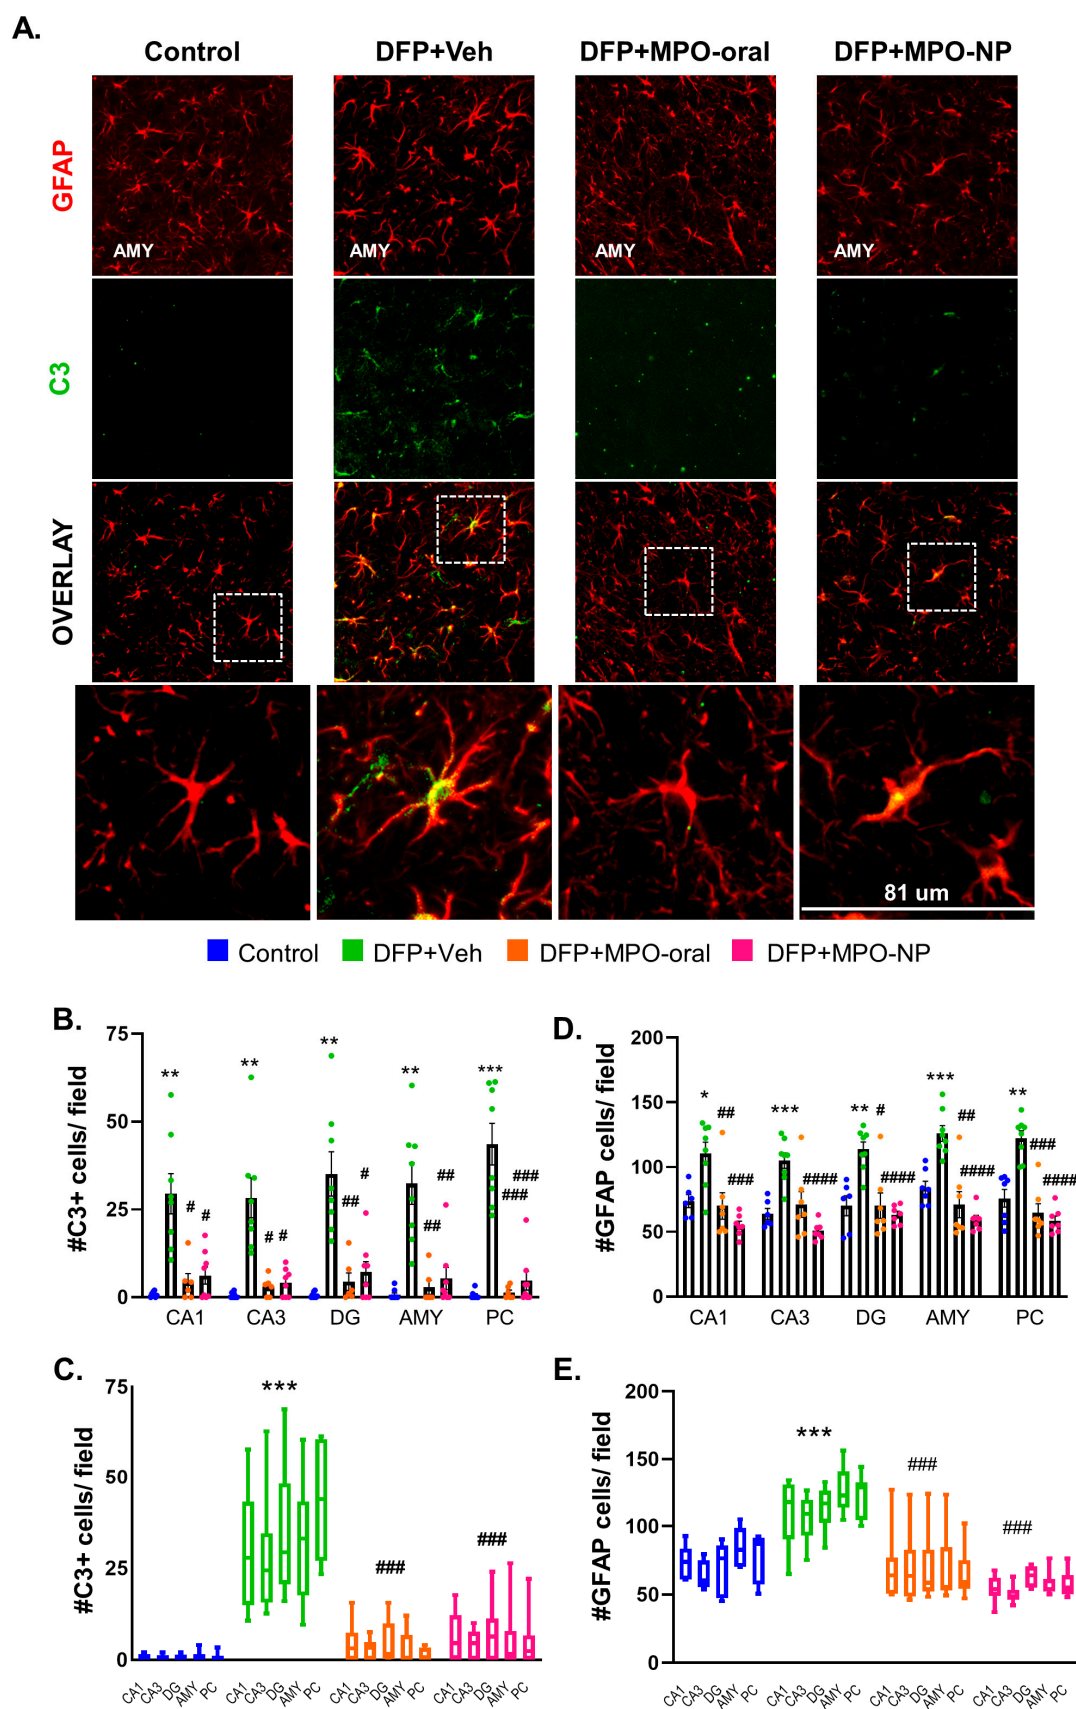 A.
Control DFP+Veh DFP+MPO-oral DFP+MPO-NP
GFAP
AMY AMY AMY AMY
C3
OVERLAY
81 um
Control DFP+Veh DFP+MPO-oral DFP+MPO-NP
B.
#C3+ cells/ field
75
50
25
0
** ** ** ** ***
# # # # ## # ## ## ### ###
CA1 CA3 DG AMY PC
D.
#GFAP cells/ field
200
150
100
50
0
* *** ** *** **
## ### #### # #### ## #### ### ####
CA1 CA3 DG AMY PC
C.
#C3+ cells/ field
75
50
25
0
***
### ###
CA1 CA3 DG AMY PC CA1 CA3 DG AMY PC CA1 CA3 DG AMY PC CA1 CA3 DG AMY PC
E.
#GFAP cells/ field
200
150
100
50
0
***
###
###
CA1 CA3 DG AMY PC CA1 CA3 DG AMY PC CA1 CA3 DG AMY PC CA1 CA3 DG AMY PC